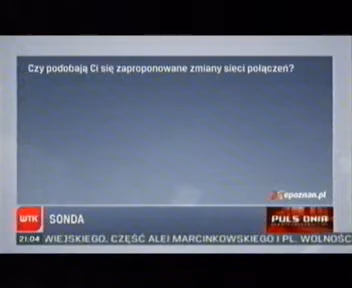 Czy podobają Ci się zaproponowane zmiany sieci połączeń?
epoznan.pl
WTK SONDA
PULS DNIA
21:04 WIEJSKIEGO, CZĘŚĆ ALEI MARCINKOWSKIEGO I PL. WOLNOŚC